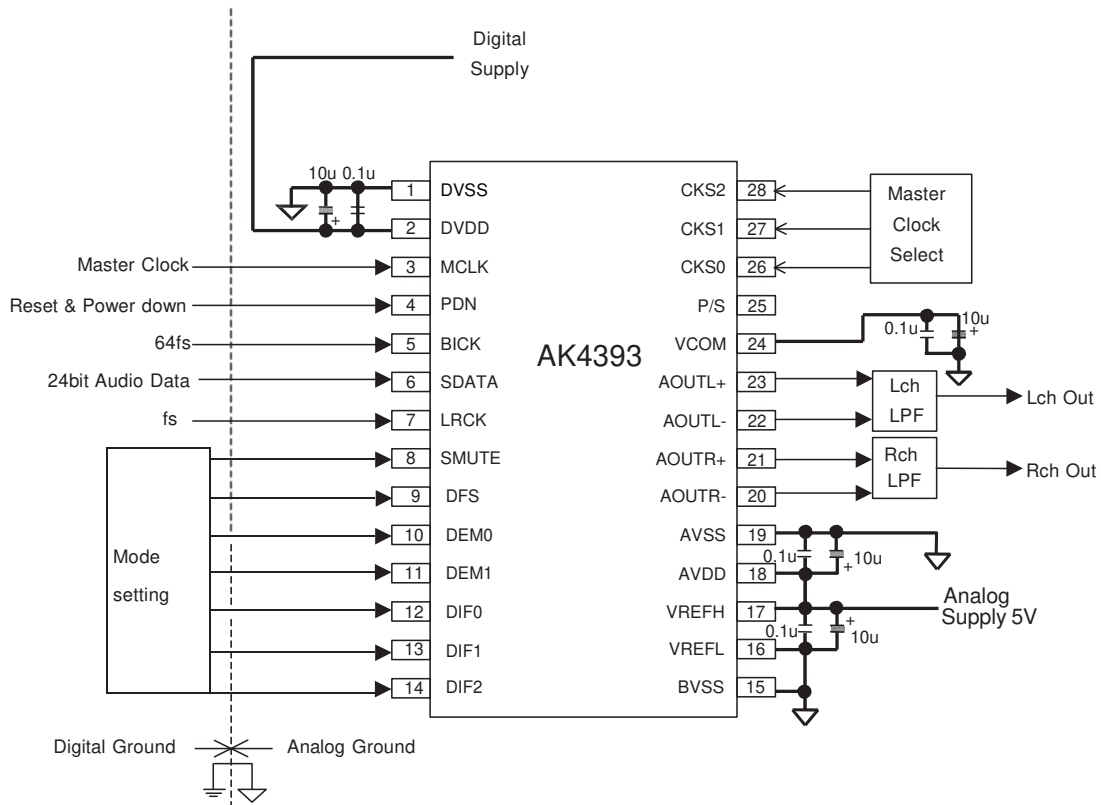 Digital
Supply
10u 0.1u
+
1 DVSS
2 DVDD
Master Clock 3 MCLK
Reset & Power down 4 PDN
64fs 5 BICK
24bit Audio Data 6 SDATA
fs 7 LRCK
8 SMUTE
9 DFS
10 DEM0
11 DEM1
12 DIF0
13 DIF1
14 DIF2
Mode
setting
AK4393
CKS2 28
CKS1 27
CKS0 26
P/S 25
VCOM 24
AOUTL+ 23
AOUTL- 22
AOUTR+ 21
AOUTR- 20
AVSS 19
AVDD 18
VREFH 17
VREFL 16
BVSS 15
Master
Clock
Select
0.1u 10u
+
Lch
LPF
Lch Out
Rch
LPF
Rch Out
0.1u + 10u
Analog
Supply 5V
0.1u + 10u
Digital Ground Analog Ground